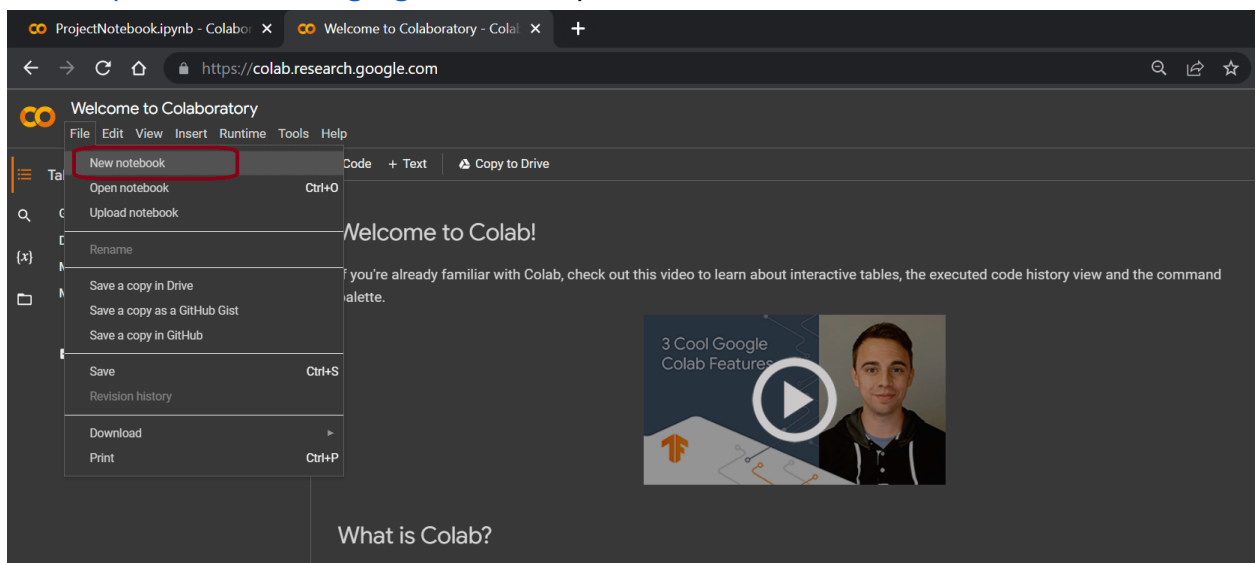 ProjectNotebook.ipynb - Colabo
Welcome to Colaboratory - Colab
https://colab.research.google.com
Welcome to Colaboratory
File Edit View Insert Runtime Tools Help
Code + Text Copy to Drive
New notebook
Open notebook Ctrl+O
Upload notebook
Rename
Save a copy in Drive
Save a copy as a GitHub Gist
Save a copy in GitHub
Save Ctrl+S
Revision history
Download
Print Ctrl+P
{x}
Welcome to Colab!
f you're already familiar with Colab, check out this video to learn about interactive tables, the executed code history view and the command
palette.
3 Cool Google
Colab Features
What is Colab?